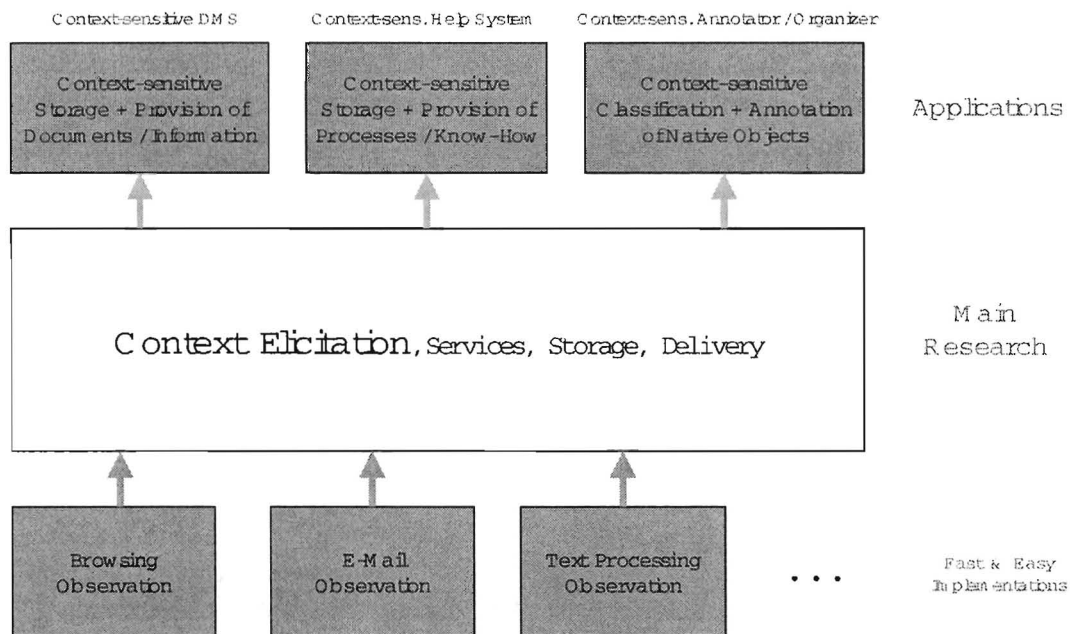 Context-sensitive DMS
Context-sens. Help System
Context-sens. Annotator/Organizer
Context-sensitive
Storage + Provision of
Documents /Information
Context-sensitive
Storage + Provision of
Processes /Know-How
Context-sensitive
Classification + Annotation
of Native Objects
Applications
Context Elicitation, Services, Storage, Delivery
Main
Research
Browsing
Observation
E-Mail
Observation
Text Processing
Observation
...
Fast & Easy
Implementations